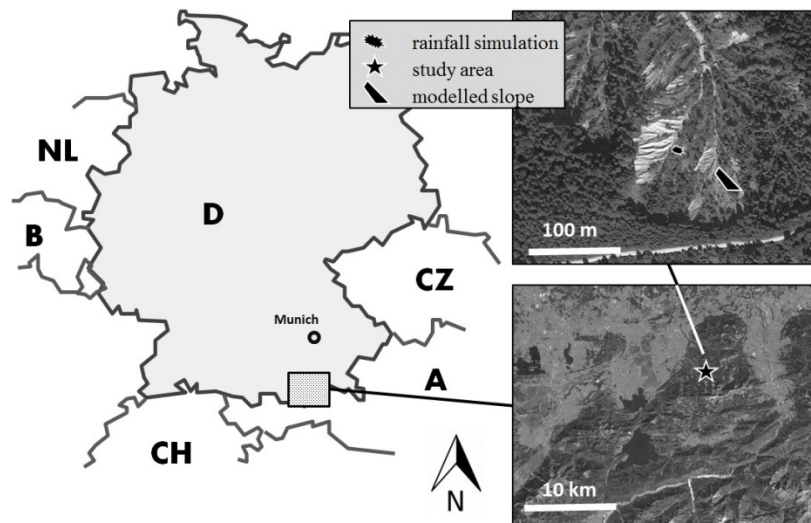 rainfall simulation
study area
modelled slope
NL
D
B
100 m
CZ
Munich
A
CH
N
10 km